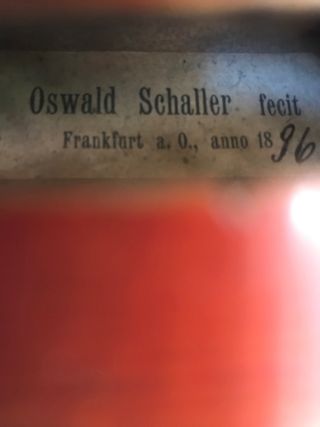 Oswald Schaller fecit
Frankfurt a. O., anno 1896